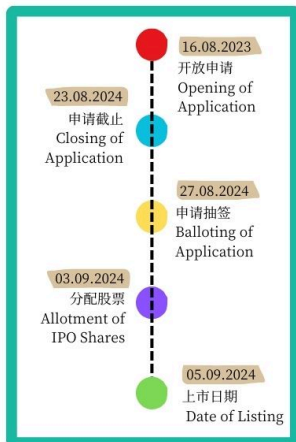 16.08.2023
开放申请
Opening of
Application
23.08.2024
申请截止
Closing of
Application
27.08.2024
申请抽签
Balloting of
Application
03.09.2024
分配股票
Allotment of
IPO Shares
05.09.2024
上市日期
Date of Listing